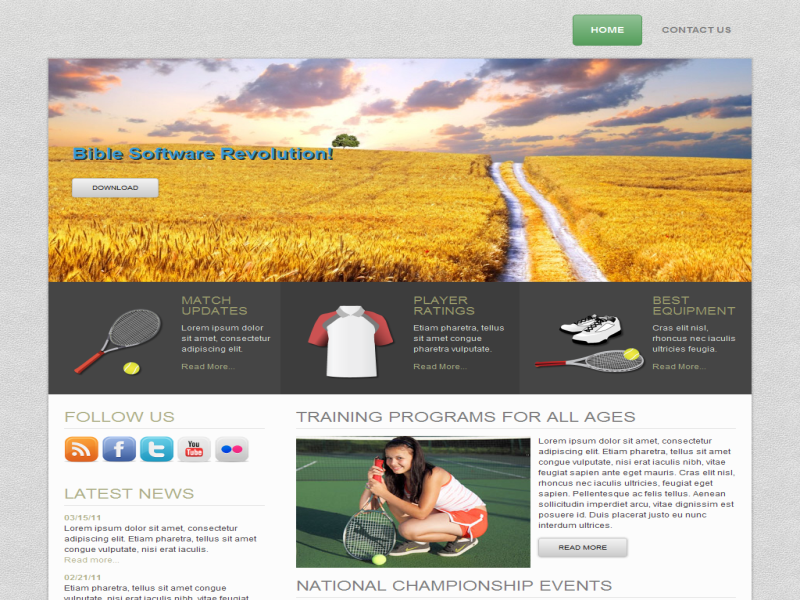 HOME
CONTACT US
Bible Software Revolution!
DOWNLOAD
MATCH
UPDATES
Lorem ipsum dolor
sit amet, consectetur
adipiscing elit.
Read More...
PLAYER
RATINGS
Etiam pharetra, tellus
sit amet congue
pharetra vulputate.
Read More...
BEST
EQUIPMENT
Cras elit nisl,
rhoncus nec iaculis
ultricies feugia.
Read More...
FOLLOW US
You
Tube
LATEST NEWS
03/15/11
Lorem ipsum dolor sit amet, consectetur
adipiscing elit. Etiam pharetra, tellus sit amet
congue vulputate, nisi erat iaculis.
Read more...
02/21/11
Etiam pharetra, tellus sit amet congue
vulputate, nisi erat iaculis nibh, vitae feugiat
TRAINING PROGRAMS FOR ALL AGES
Lorem ipsum dolor sit amet, consectetur
adipiscing elit. Etiam pharetra, tellus sit amet
congue vulputate, nisi erat iaculis nibh, vitae
feugiat sapien ante eget mauris. Cras elit nisl,
rhoncus nec iaculis ultricies, feugiat eget
sapien. Pellentesque ac felis tellus. Aenean
sollicitudin imperdiet arcu, vitae dignissim est
posuere id. Duis placerat justo eu nunc
interdum ultrices.
READ MORE
NATIONAL CHAMPIONSHIP EVENTS